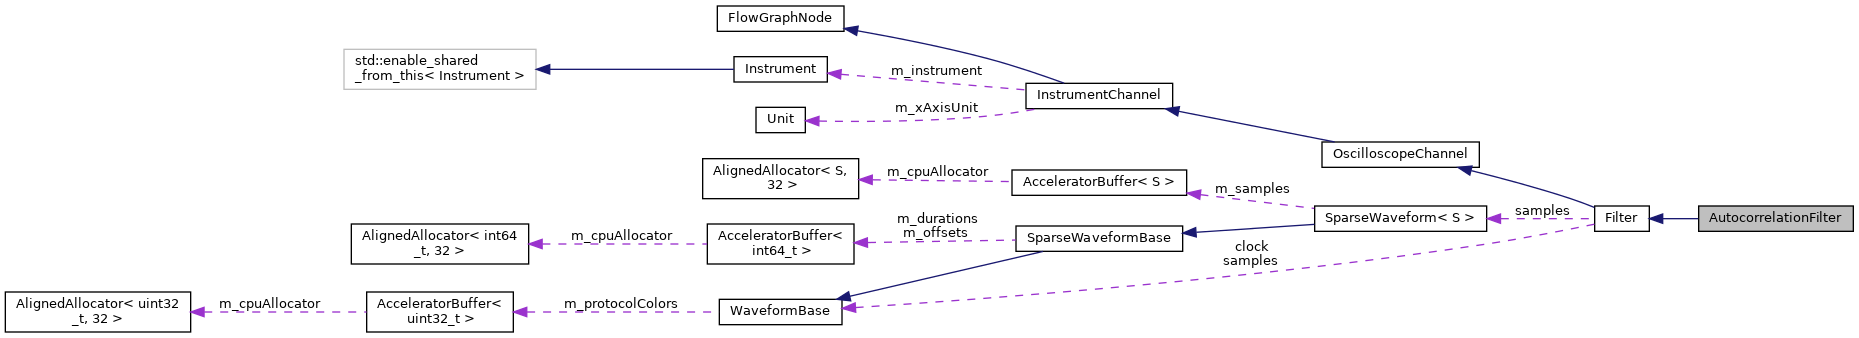 FlowGraphNode
std::enable_shared
_from_this< Instrument >
Instrument
m_instrument
InstrumentChannel
m_xAxisUnit
Unit
OscilloscopeChannel
AlignedAllocator< S,
32 >
m_cpuAllocator
AcceleratorBuffer< S >
m_samples
SparseWaveform< S >
samples
Filter
AutocorrelationFilter
AlignedAllocator< int64
_t, 32 >
m_cpuAllocator
AcceleratorBuffer<
int64_t >
m_durations
m_offsets
SparseWaveformBase
clock
samples
AlignedAllocator< uint32
_t, 32 >
m_cpuAllocator
AcceleratorBuffer<
uint32_t >
m_protocolColors
WaveformBase